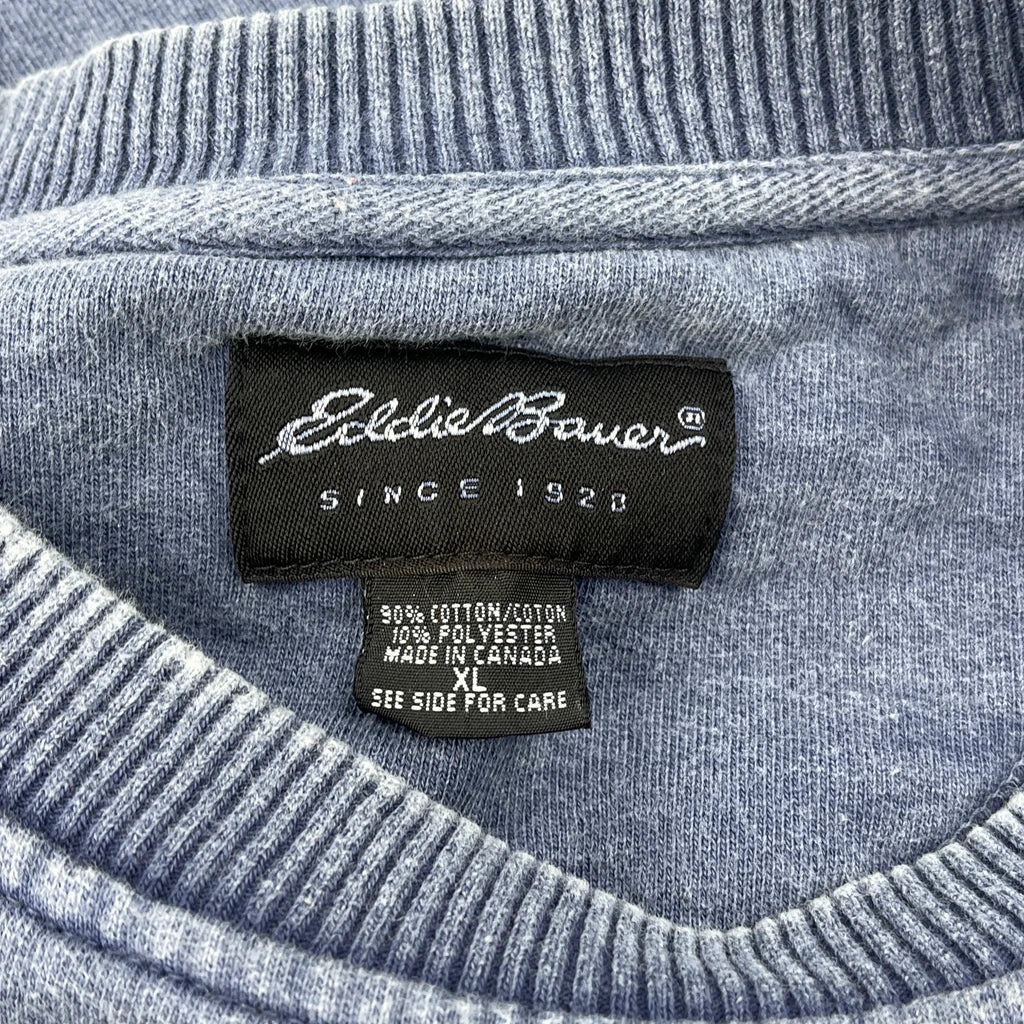 Eddie Bauer®
SINCE 1920
90% COTTON/COTON
10% POLYESTER
MADE IN CANADA
XL
SEE SIDE FOR CARE